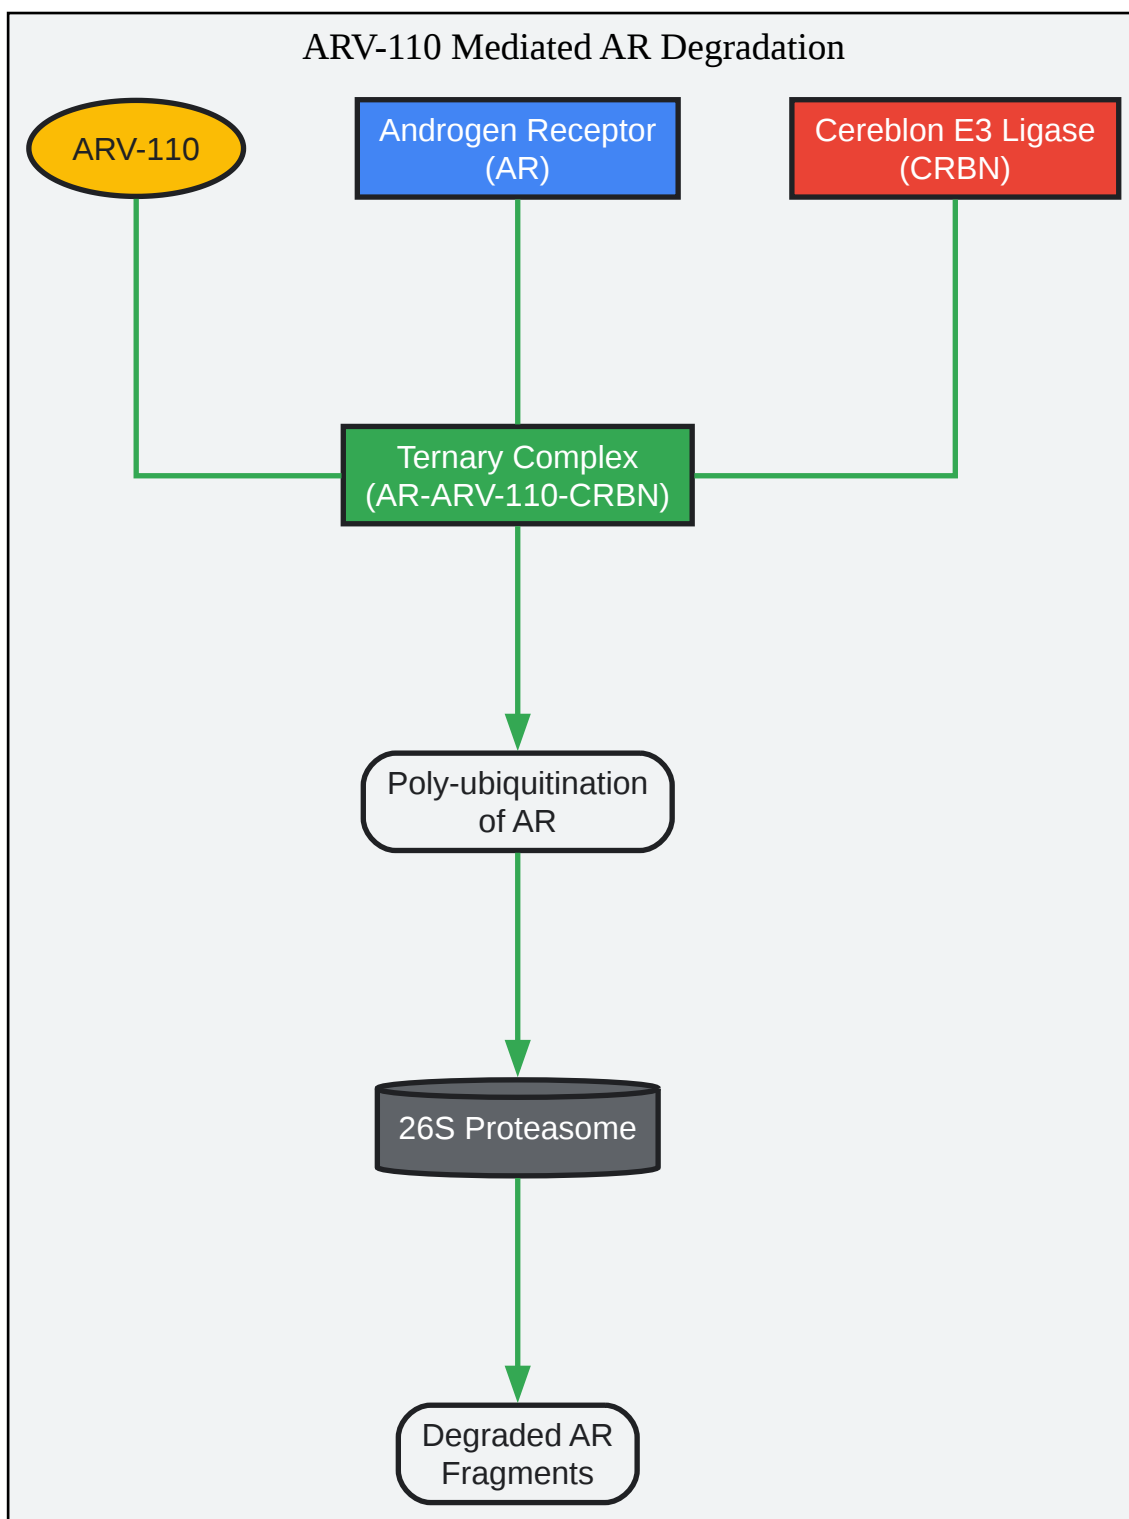 ARV-110 Mediated AR Degradation
ARV-110
Androgen Receptor
(AR)
Cereblon E3 Ligase
(CRBN)
Ternary Complex
(AR-ARV-110-CRBN)
Poly-ubiquitination
of AR
26S Proteasome
Degraded AR
Fragments